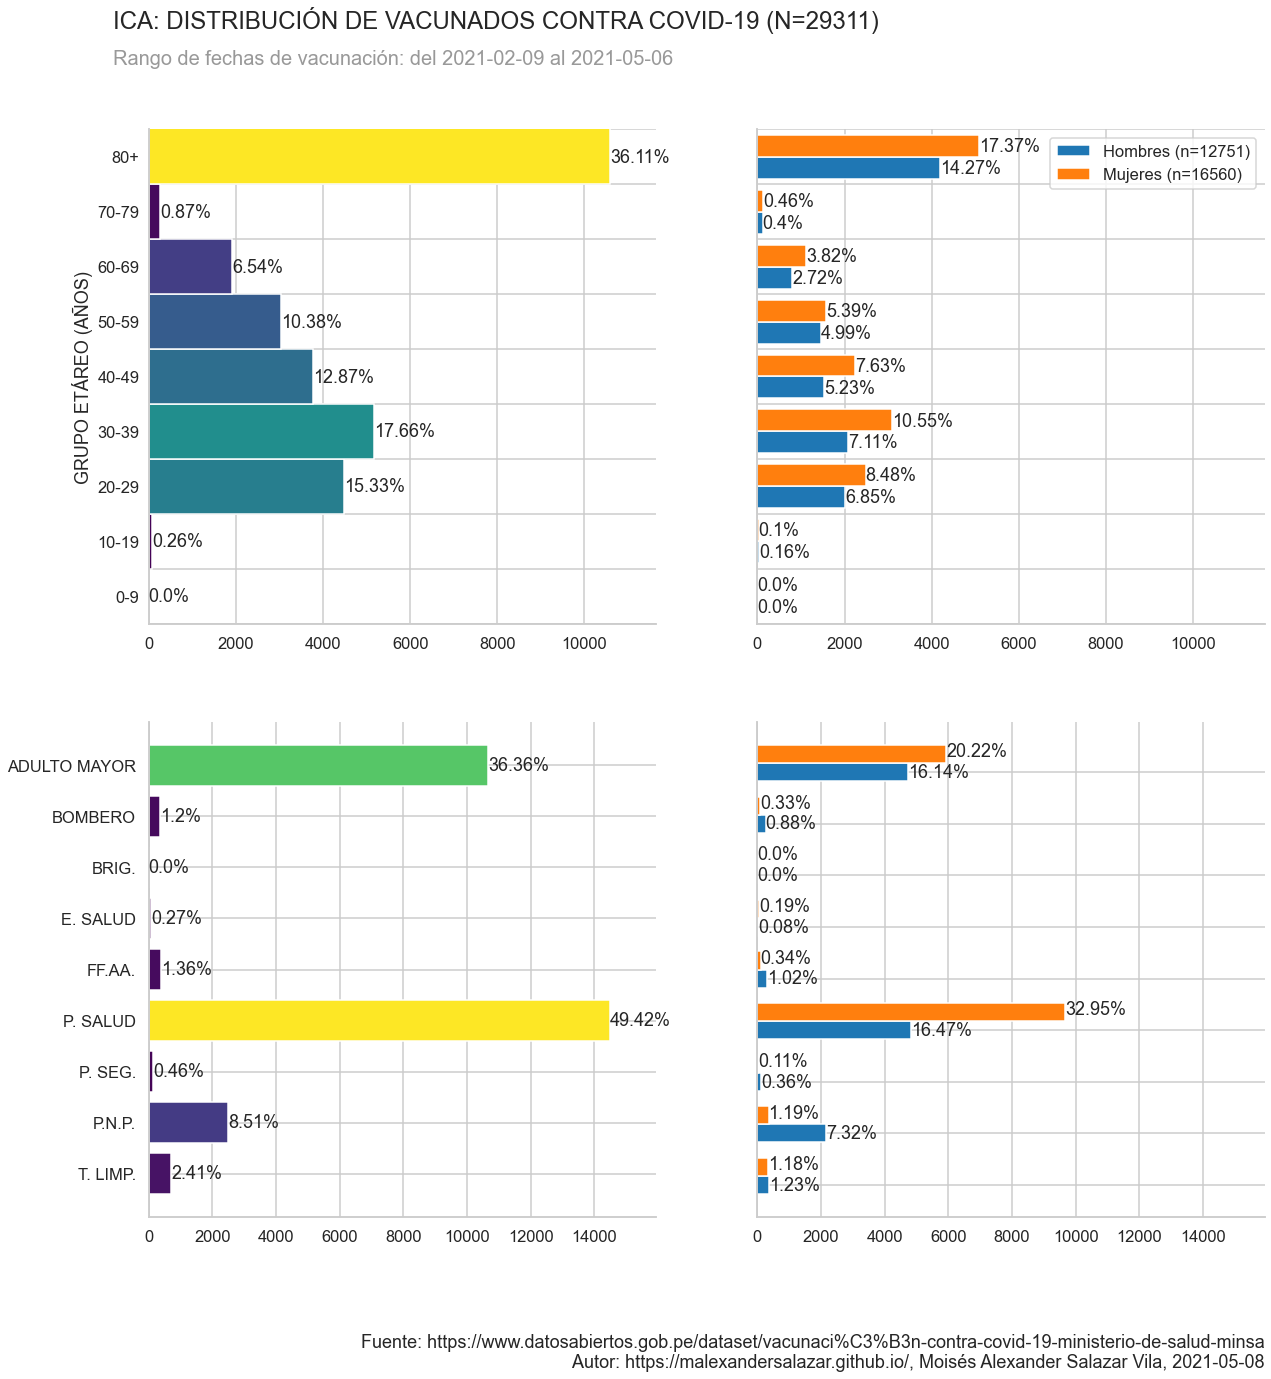 ICA: DISTRIBUCIÓN DE VACUNADOS CONTRA COVID-19 (N=29311)
Rango de fechas de vacunación: del 2021-02-09 al 2021-05-06
GRUPO ETÁREO (AÑOS)
80+ 36.11%
70-79 0.87%
60-69 6.54%
50-59 10.38%
40-49 12.87%
30-39 17.66%
20-29 15.33%
10-19 0.26%
0-9 0.0%
0 2000 4000 6000 8000 10000
Hombres (n=12751)
Mujeres (n=16560)
17.37%
14.27%
0.46%
0.4%
3.82%
2.72%
5.39%
4.99%
7.63%
5.23%
10.55%
7.11%
8.48%
6.85%
0.1%
0.16%
0.0%
0.0%
0 2000 4000 6000 8000 10000
ADULTO MAYOR 36.36%
BOMBERO 1.2%
BRIG. 0.0%
E. SALUD 0.27%
FF.AA. 1.36%
P. SALUD 49.42%
P. SEG. 0.46%
P.N.P. 8.51%
T. LIMP. 2.41%
0 2000 4000 6000 8000 10000 12000 14000
20.22%
16.14%
0.33%
0.88%
0.0%
0.0%
0.19%
0.08%
0.34%
1.02%
32.95%
16.47%
0.11%
0.36%
1.19%
7.32%
1.18%
1.23%
0 2000 4000 6000 8000 10000 12000 14000
Fuente: https://www.datosabiertos.gob.pe/dataset/vacunaci%C3%B3n-contra-covid-19-ministerio-de-salud-minsa
Autor: https://malexandersalazar.github.io/, Moisés Alexander Salazar Vila, 2021-05-08